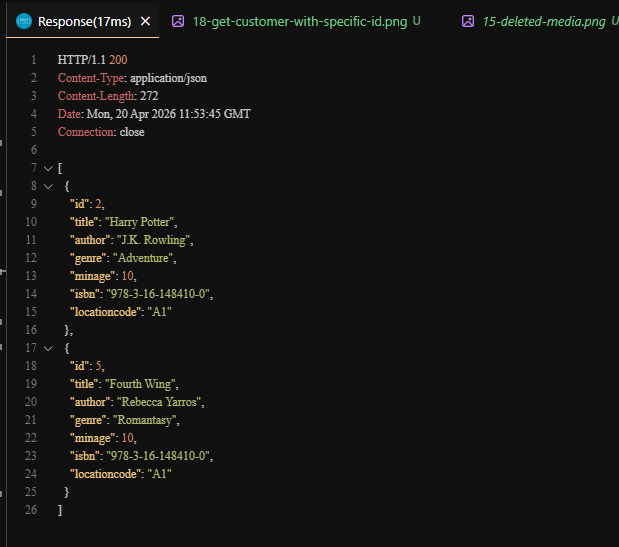 Response(17ms) 18-get-customer-with-specific-id.png U 15-deleted-media.png U
1 HTTP/1.1 200
2 Content-Type: application/json
3 Content-Length: 272
4 Date: Mon, 20 Apr 2026 11:53:45 GMT
5 Connection: close
6
7 [
8 {
9 "id": 2,
10 "title": "Harry Potter",
11 "author": "J.K. Rowling",
12 "genre": "Adventure",
13 "minage": 10,
14 "isbn": "978-3-16-148410-0",
15 "locationcode": "A1"
16 },
17 {
18 "id": 5,
19 "title": "Fourth Wing",
20 "author": "Rebecca Yarros",
21 "genre": "Romantasy",
22 "minage": 10,
23 "isbn": "978-3-16-148410-0",
24 "locationcode": "A1"
25 }
26 ]